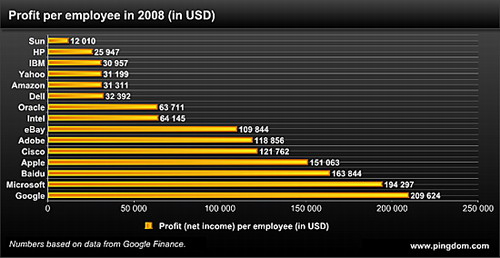 Profit per employee in 2008 (in USD)
Sun 12 010
HP 25 947
IBM 30 957
Yahoo 31 199
Amazon 31 311
Dell 32 392
Oracle 63 711
Intel 64 145
eBay 109 844
Adobe 118 856
Cisco 121 762
Apple 151 063
Baidu 163 844
Microsoft 194 297
Google 209 624
0 50 000 100 000 150 000 200 000 250 000
Profit (net income) per employee (in USD)
Numbers based on data from Google Finance. www.pingdom.com